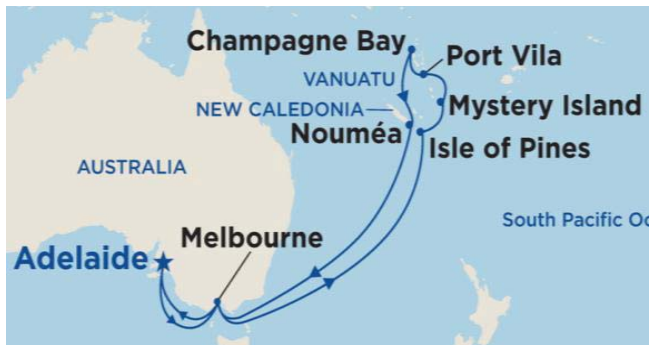 Champagne Bay
Port Vila
VANUATU
NEW CALEDONIA
Mystery Island
Nouméa
Isle of Pines
AUSTRALIA
South Pacific Oc
Melbourne
Adelaide